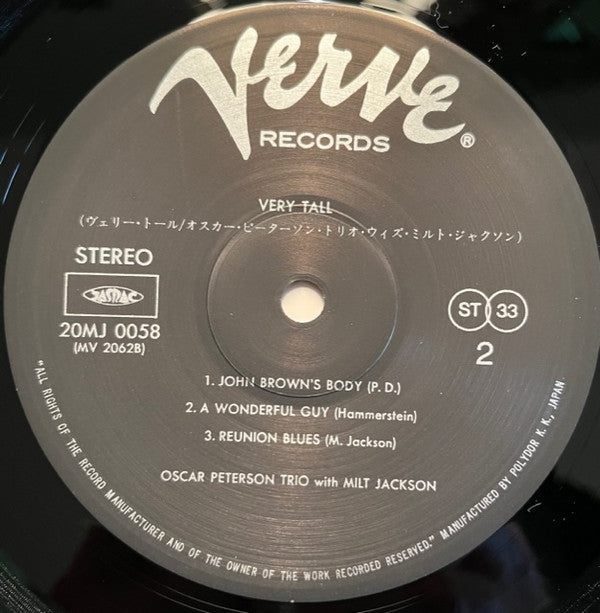 VERVE
RECORDS®
VERY TALL
(ヴェリー・トール/オスカー・ピーターソン・トリオ・ウィズ・ミルト・ジャクソン)
STEREO
JASRAC
20MJ 0058
(MV 2062B)
ST 33
2
1. JOHN BROWN'S BODY (P. D.)
2. A WONDERFUL GUY (Hammerstein)
3. REUNION BLUES (M. Jackson)
OSCAR PETERSON TRIO with MILT JACKSON
"ALL RIGHTS OF THE RECORD MANUFACTURER AND OF THE OWNER OF THE WORK RECORDED RESERVED." MANUFACTURED BY POLYDOR K. K., JAPAN